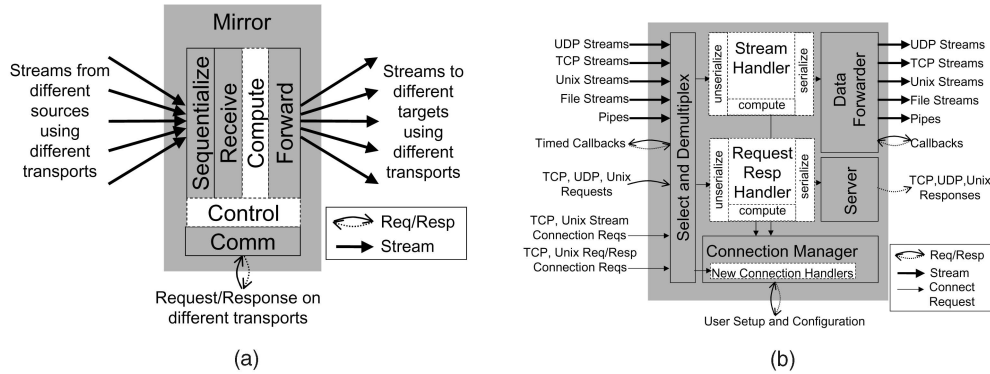 Mirror
Streams from
different
sources
using
different
transports
Sequentialize
Receive
Compute
Forward
Streams to
different
targets
using
different
transports
Control
Comm
Req/Resp
Stream
Request/Response on
different transports
(a)
UDP Streams
TCP Streams
Unix Streams
File Streams
Pipes
Timed Callbacks
TCP, UDP, Unix
Requests
TCP, Unix Stream
Connection Reqs
TCP, Unix Req/Resp
Connection Reqs
Select and Demultiplex
unserialize
Stream
Handler
compute
serialize
unserialize
Request
Resp
Handler
compute
serialize
Data
Forwarder
Server
Connection Manager
New Connection Handlers
UDP Streams
TCP Streams
Unix Streams
File Streams
Pipes
Callbacks
TCP,UDP,Unix
Responses
Req/Resp
Stream
Connect
Request
User Setup and Configuration
(b)